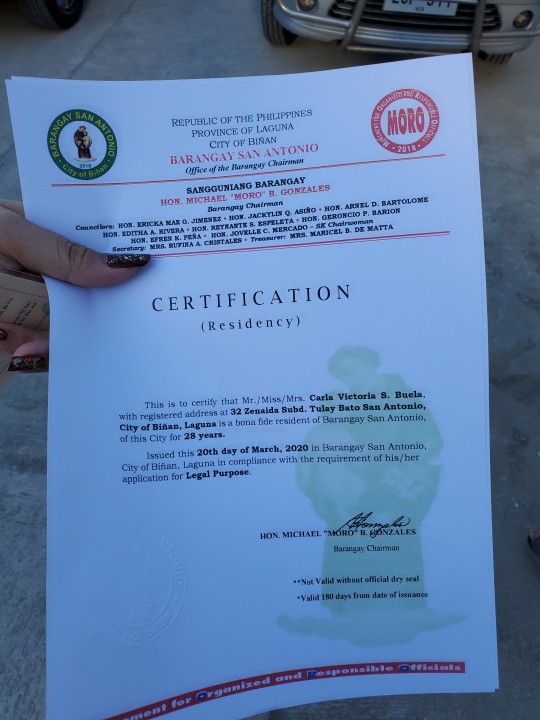 BARANGAY SAN ANTONIO
2018
City of Biñan
REPUBLIC OF THE PHILIPPINES
PROVINCE OF LAGUNA
CITY OF BIÑAN
BARANGAY SAN ANTONIO
Office of the Barangay Chairman
MOVEMENT FOR ORGANIZED AND RESPONSIBLE OFFICIALS
MORO
2018
SANGGUNIANG BARANGAY
HON. MICHAEL "MORO" B. GONZALES
Barangay Chairman
Councilors: HON. ERICKA MAE G. JIMENEZ • HON. JACKTLIN Q. ASIÑO • HON. ARNEL D. BARTOLOME
HON. EDITHA A. RIVERA • HON. REYNANTE S. ESPELETA • HON. GERONCIO P. BARION
HON. EFREN K. PEÑA • HON. JOVELLE C. MERCADO – SK Chairwoman
Secretary: MRS. RUFINA A. CRISTALES • Treasurer: MRS. MARICEL B. DE MATTA
CERTIFICATION
(Residency)
This is to certify that Mr./Miss/Mrs. Carla Victoria S. Buela,
with registered address at 32 Zenaida Subd. Tulay Bato San Antonio,
City of Biñan, Laguna is a bona fide resident of Barangay San Antonio,
of this City for 28 years.
Issued this 20th day of March, 2020 in Barangay San Antonio,
City of Biñan, Laguna in compliance with the requirement of his/her
application for Legal Purpose.
HON. MICHAEL "MORO" B. GONZALES
Barangay Chairman
**Not Valid without official dry seal
*Valid 180 days from date of issuance
ment for Organized and Responsible Officials